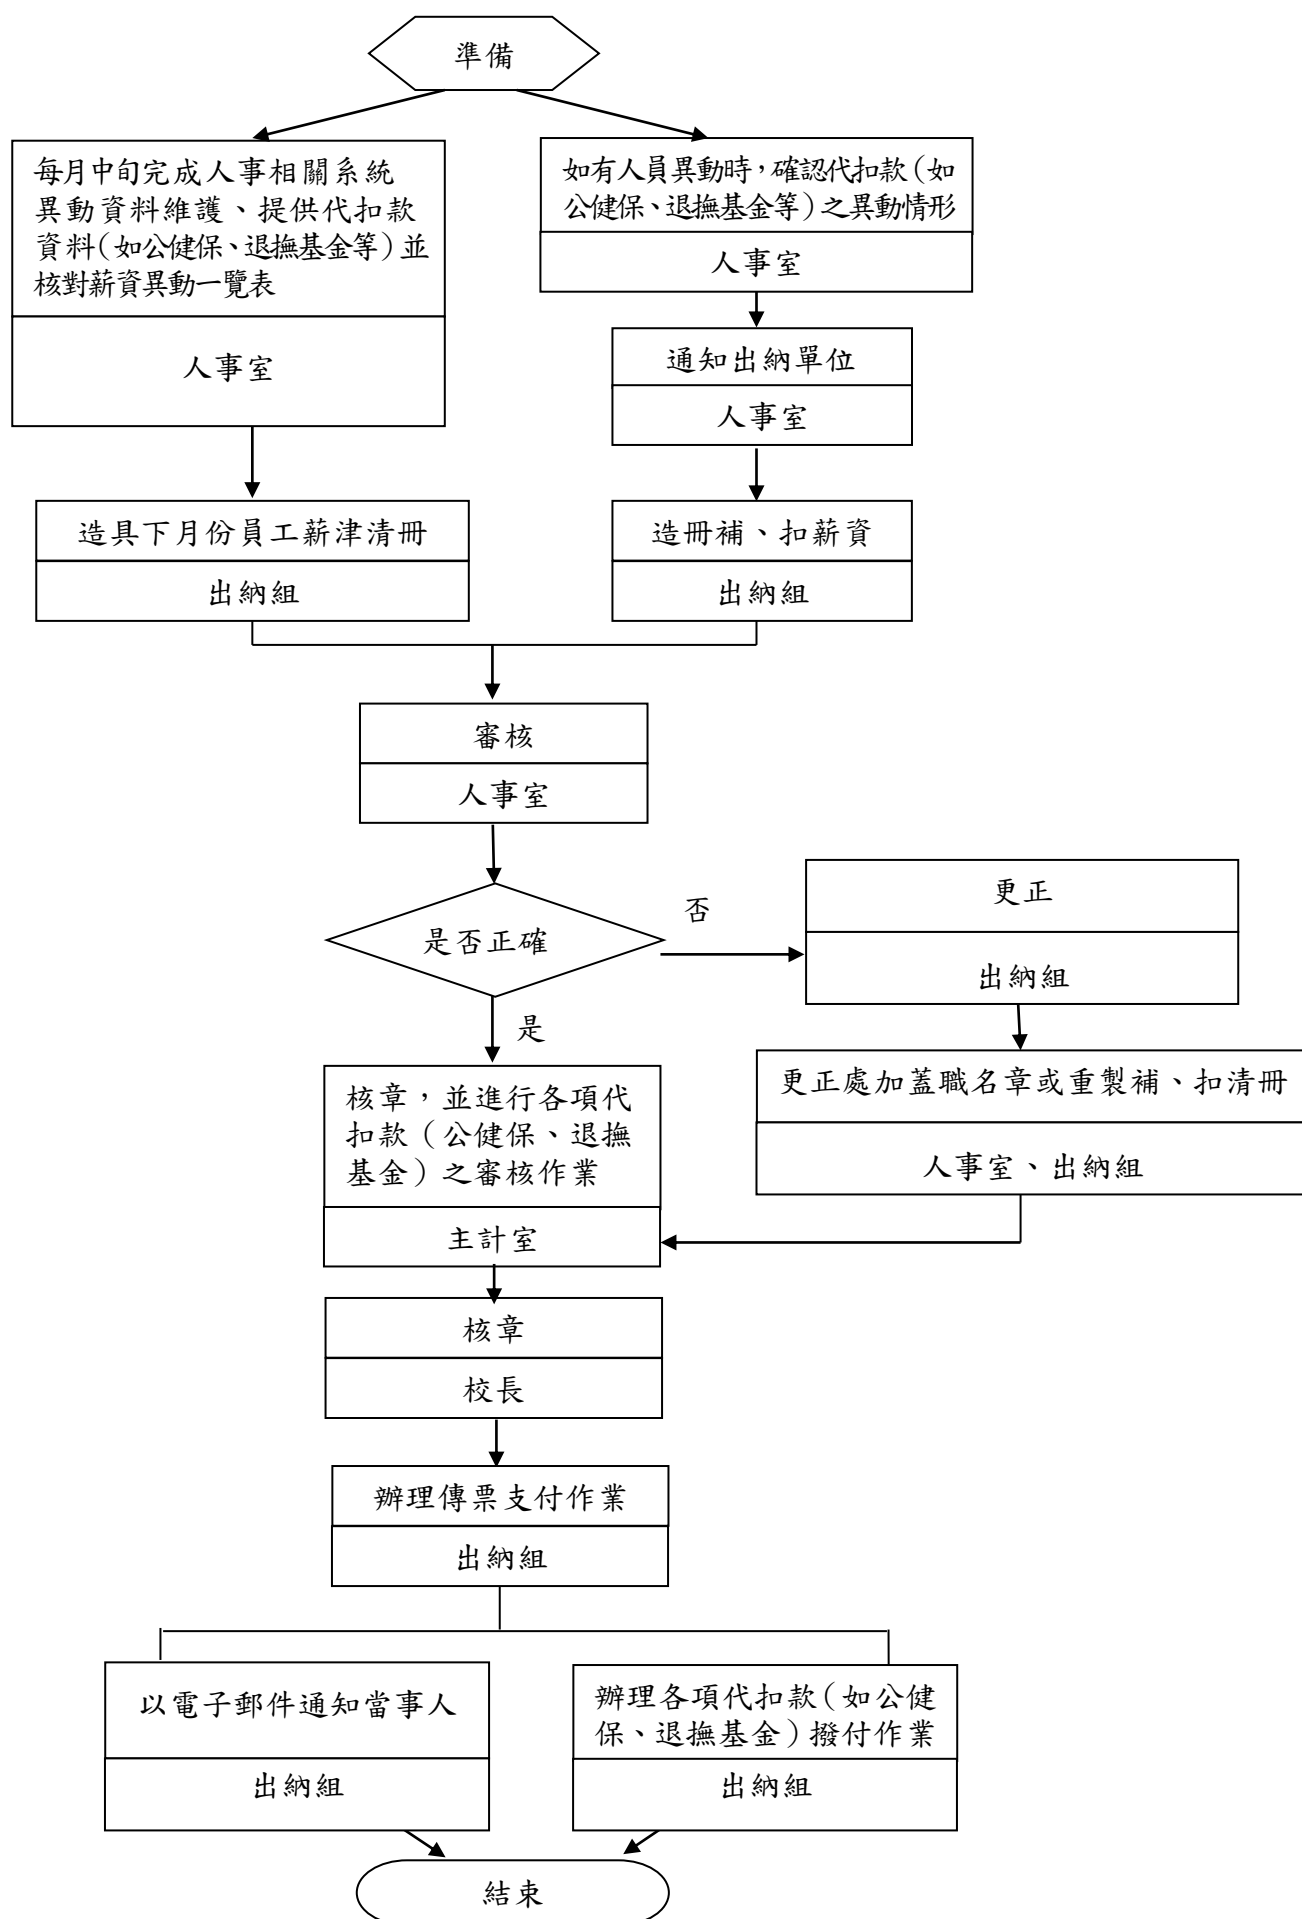 準備
每月中旬完成人事相關系統
異動資料維護、提供代扣款
資料(如公健保、退撫基金等)並
核對薪資異動一覽表
人事室
如有人員異動時,確認代扣款(如
公健保、退撫基金等)之異動情形
人事室
通知出納單位
人事室
造具下月份員工薪津清冊
出納組
造冊補、扣薪資
出納組
審核
人事室
是否正確
否
更正
出納組
是
更正處加蓋職名章或重製補、扣清冊
人事室、出納組
核章,並進行各項代
扣款(公健保、退撫
基金)之審核作業
主計室
核章
校長
辦理傳票支付作業
出納組
以電子郵件通知當事人
出納組
辦理各項代扣款(如公健
保、退撫基金)撥付作業
出納組
結束